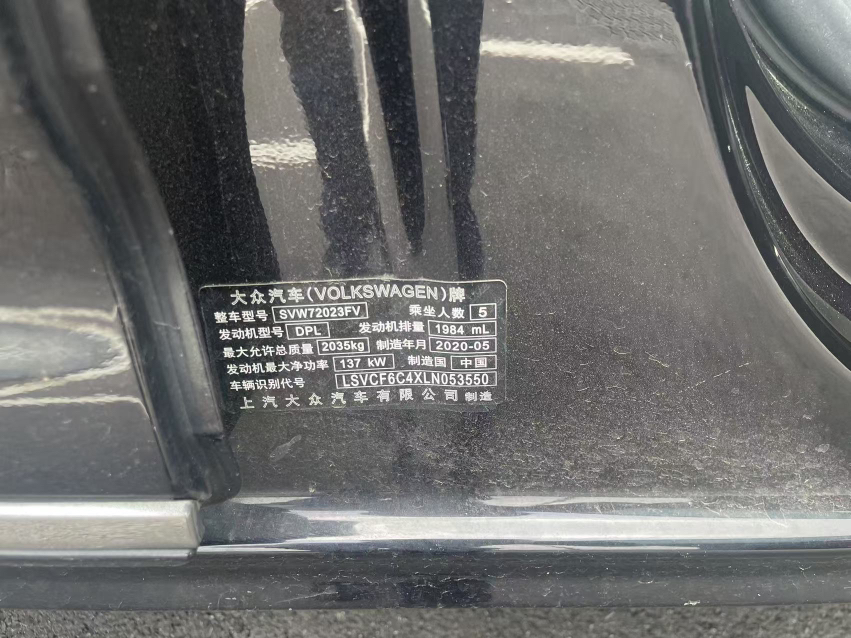 大众汽车(VOLKSWAGEN)牌
整车型号 SVW72023FV 乘坐人数 5
发动机型号 DPL 发动机排量 1984 mL
最大允许总质量 2035kg 制造年月 2020-05
发动机最大净功率 137 kW 制造国 中国
车辆识别代号 LSVCF6C4XLN053550
上汽大众汽车有限公司 制造